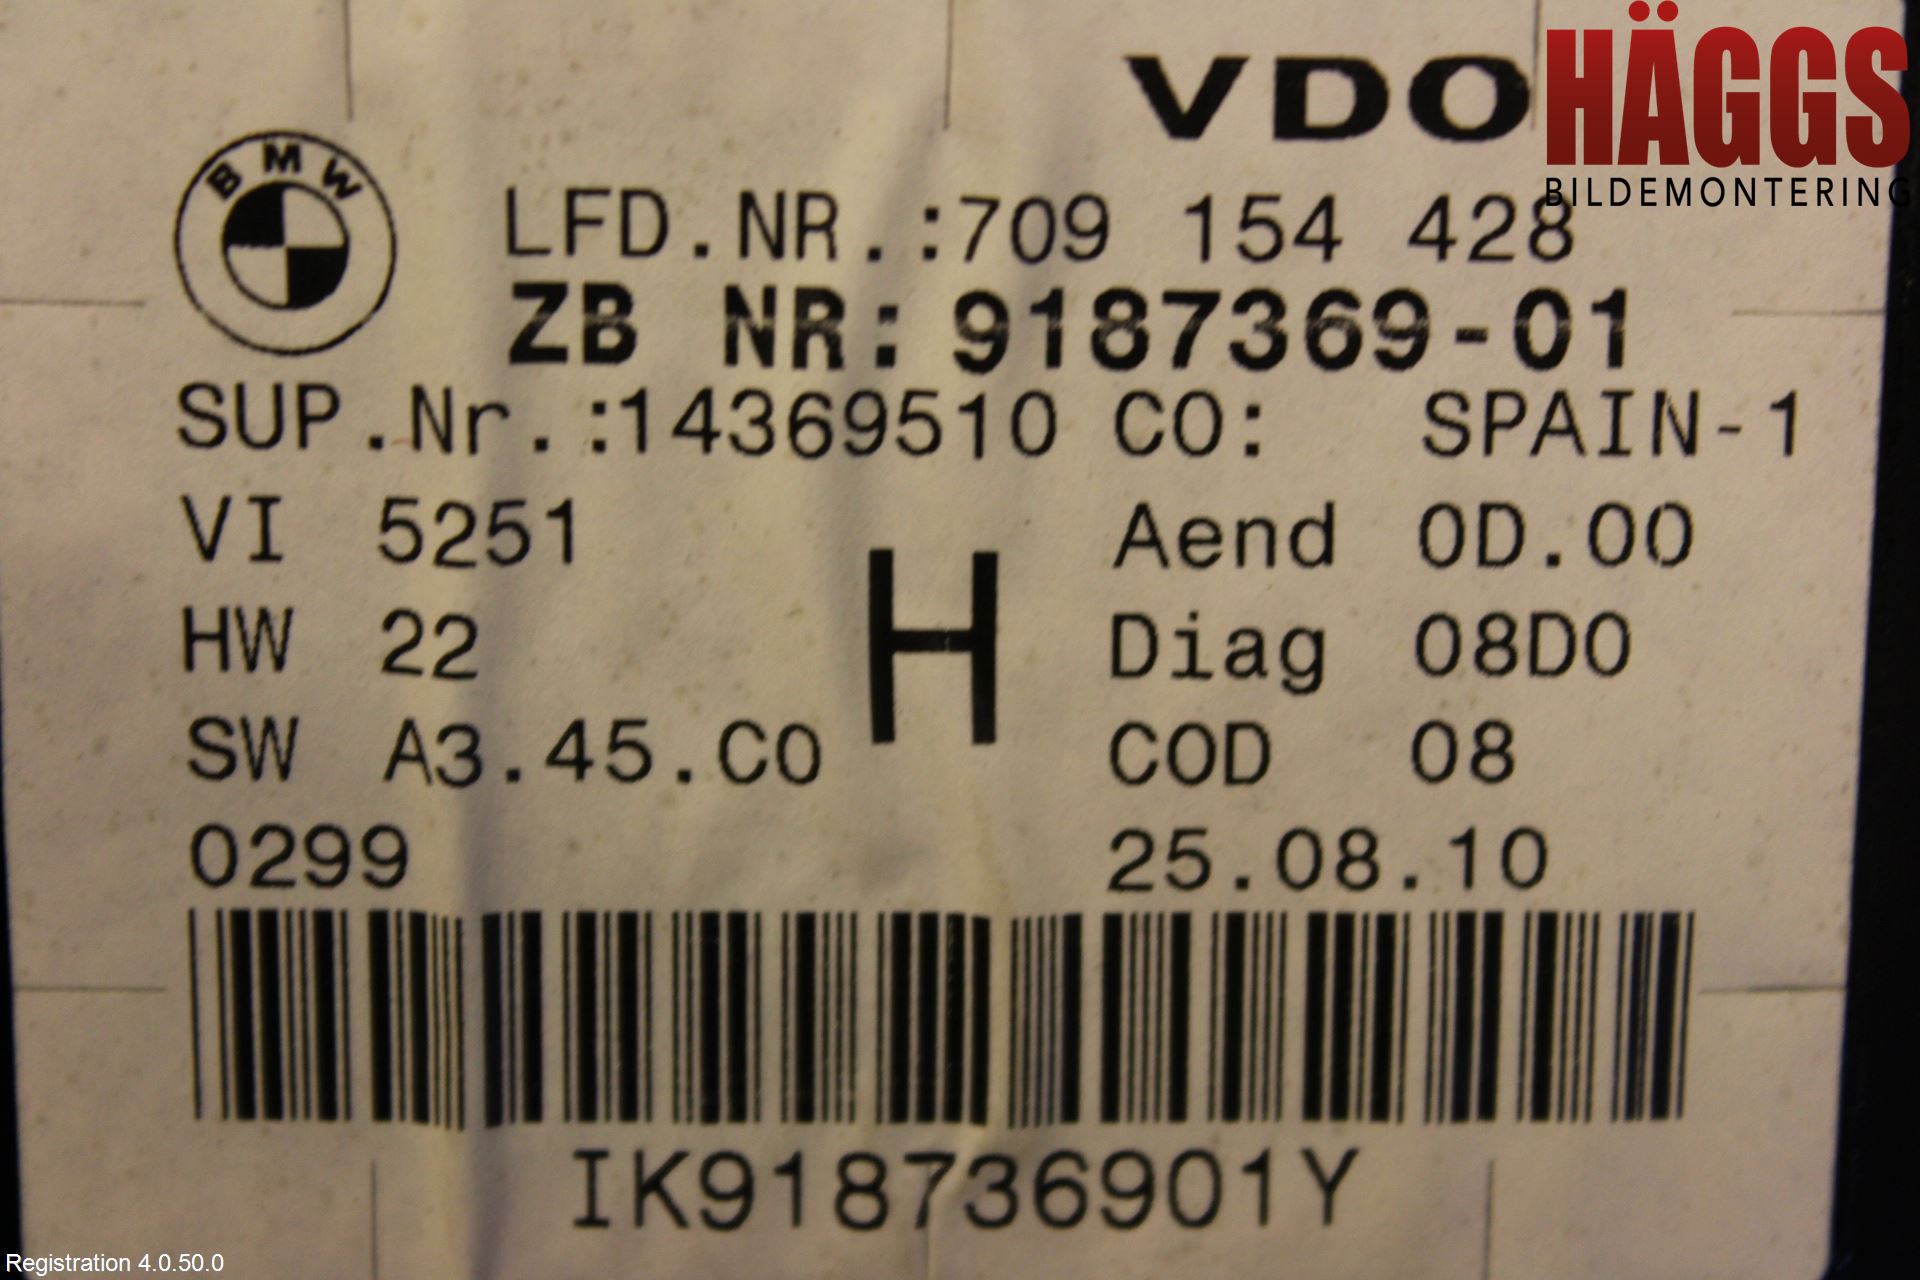 VDO
HÄGGS
BILDEMONTERING
BMW
LFD.NR.:709 154 428
ZB NR:9187369-01
SUP.Nr.:14369510 CO: SPAIN-1
VI 5251 Aend 0D.00
HW 22 H Diag 08D0
SW A3.45.C0 COD 08
0299 25.08.10
IK918736901Y
Registration 4.0.50.0